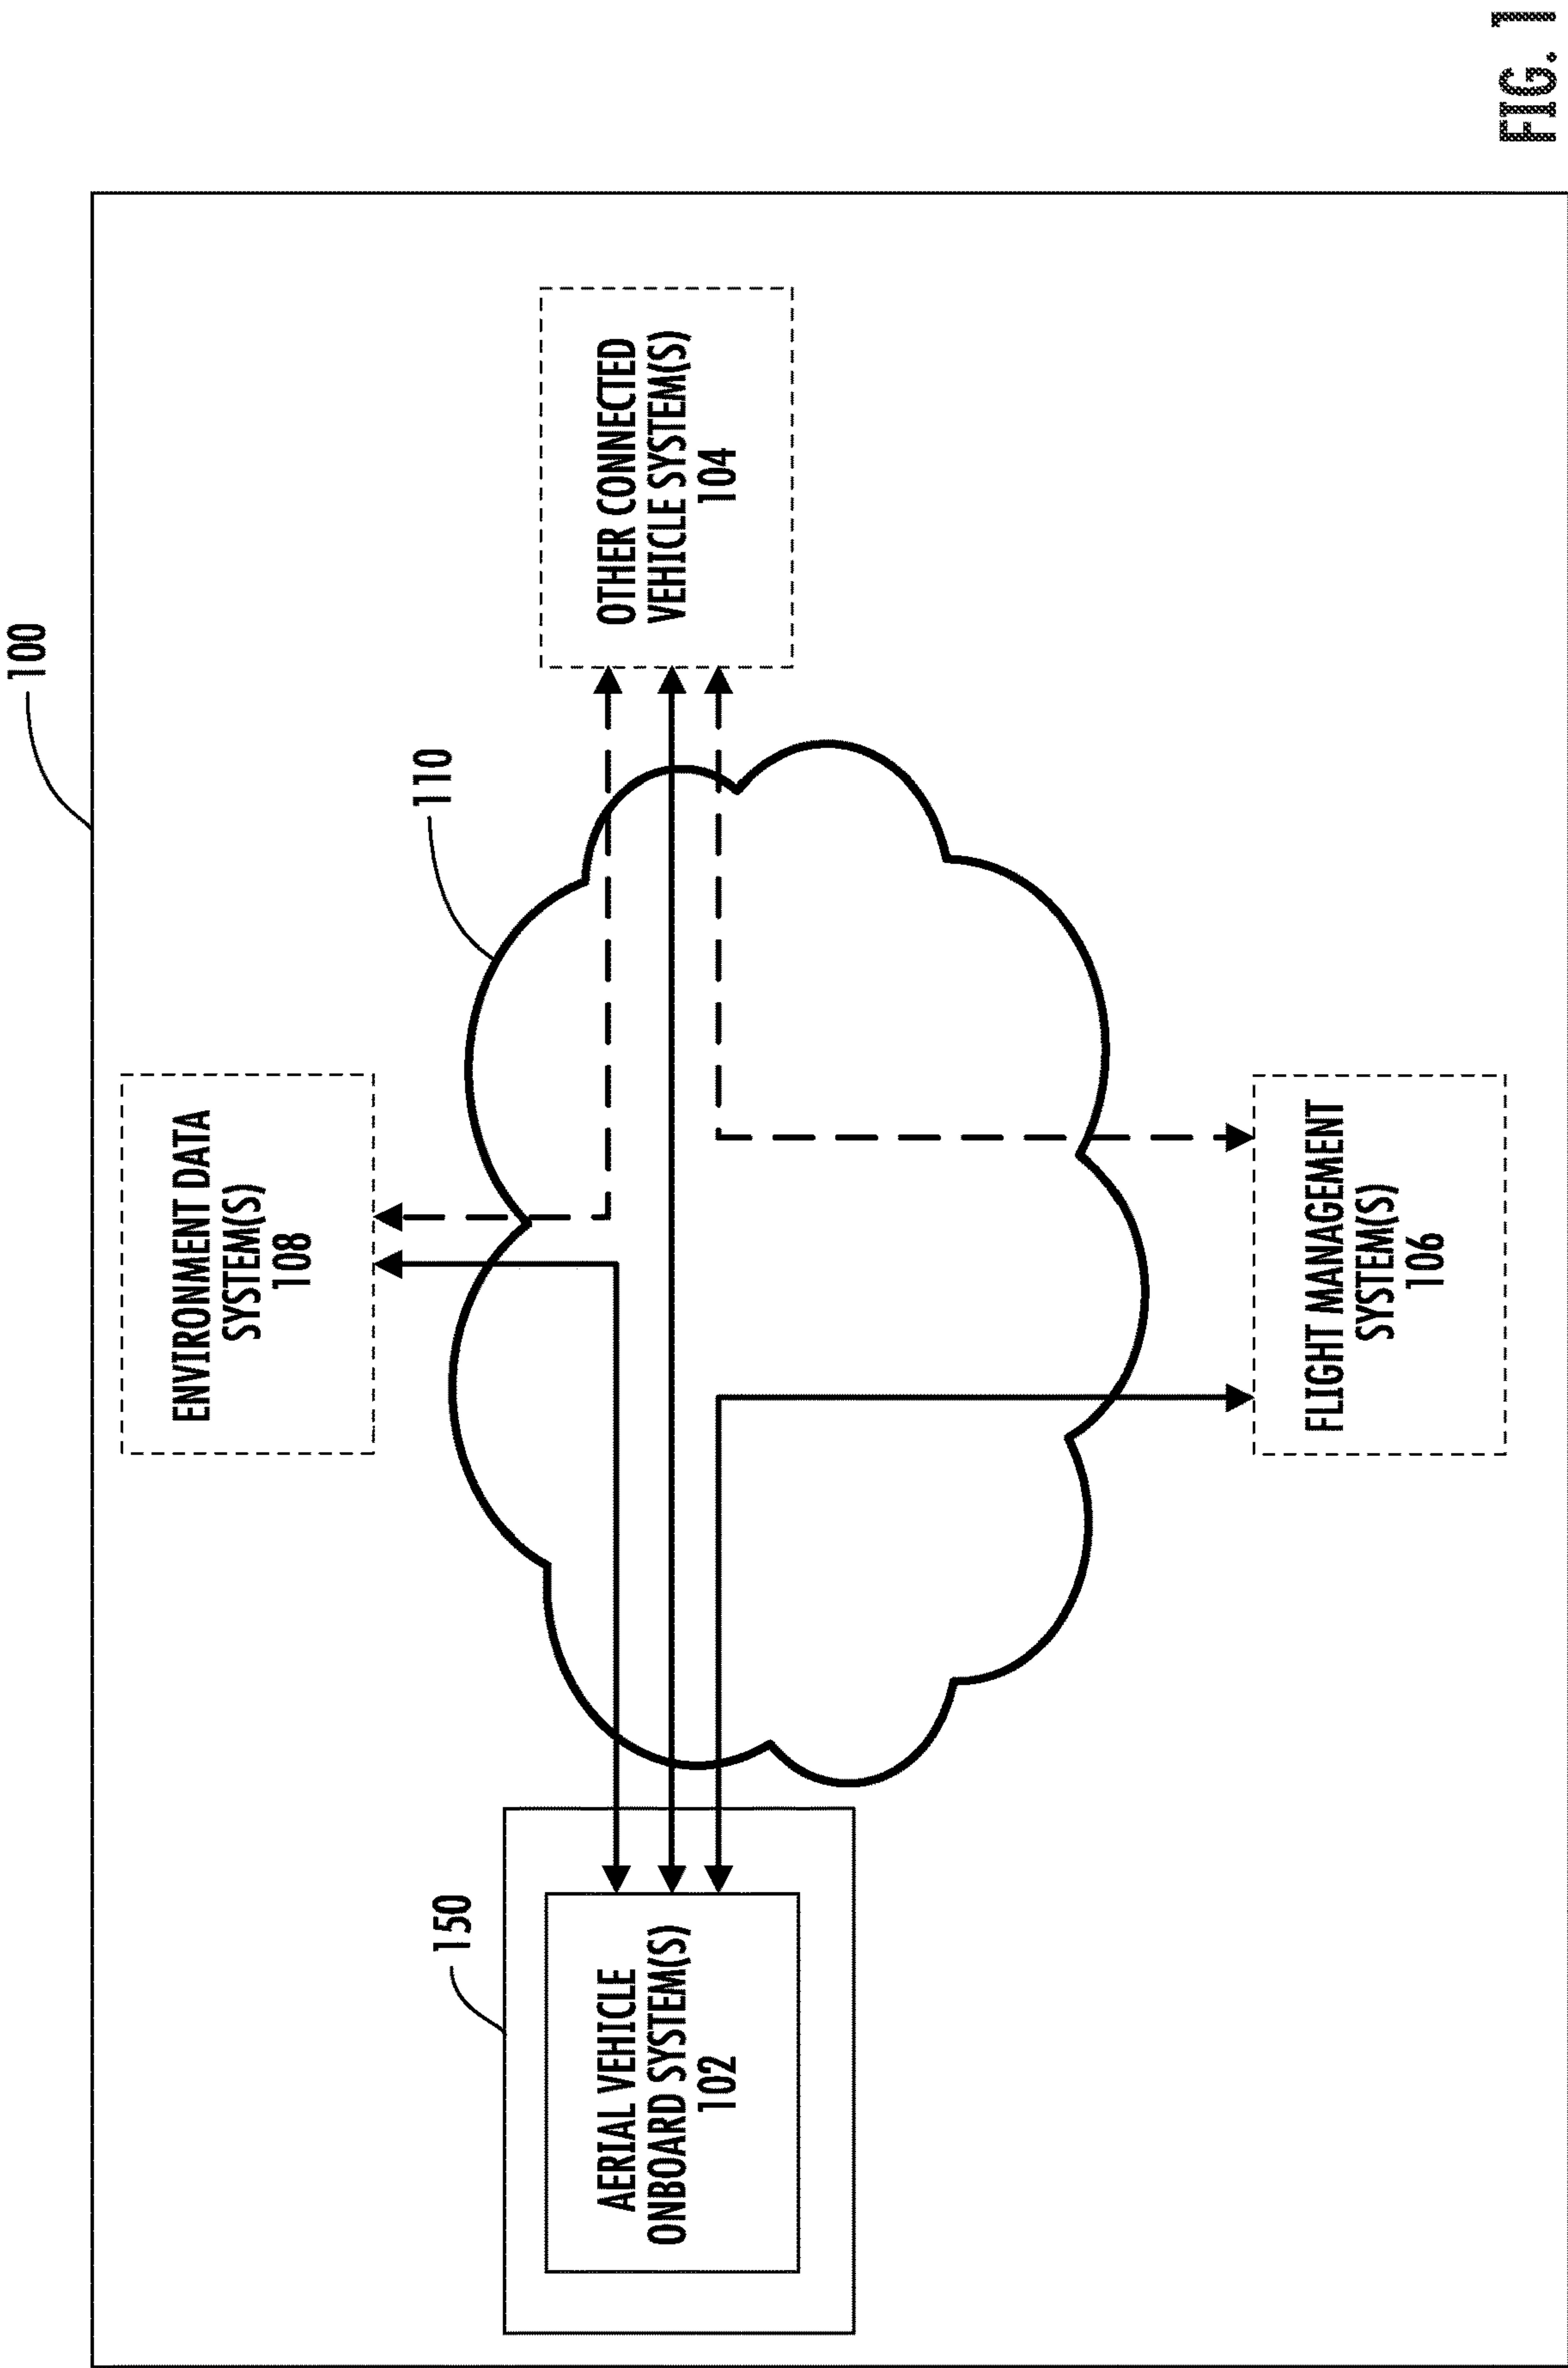 100
ENVIRONMENT DATA
SYSTEM(S)
108
110
150
AERIAL VEHICLE
ONBOARD SYSTEM(S)
102
OTHER CONNECTED
VEHICLE SYSTEM(S)
104
FLIGHT MANAGEMENT
SYSTEM(S)
106
FIG. 1